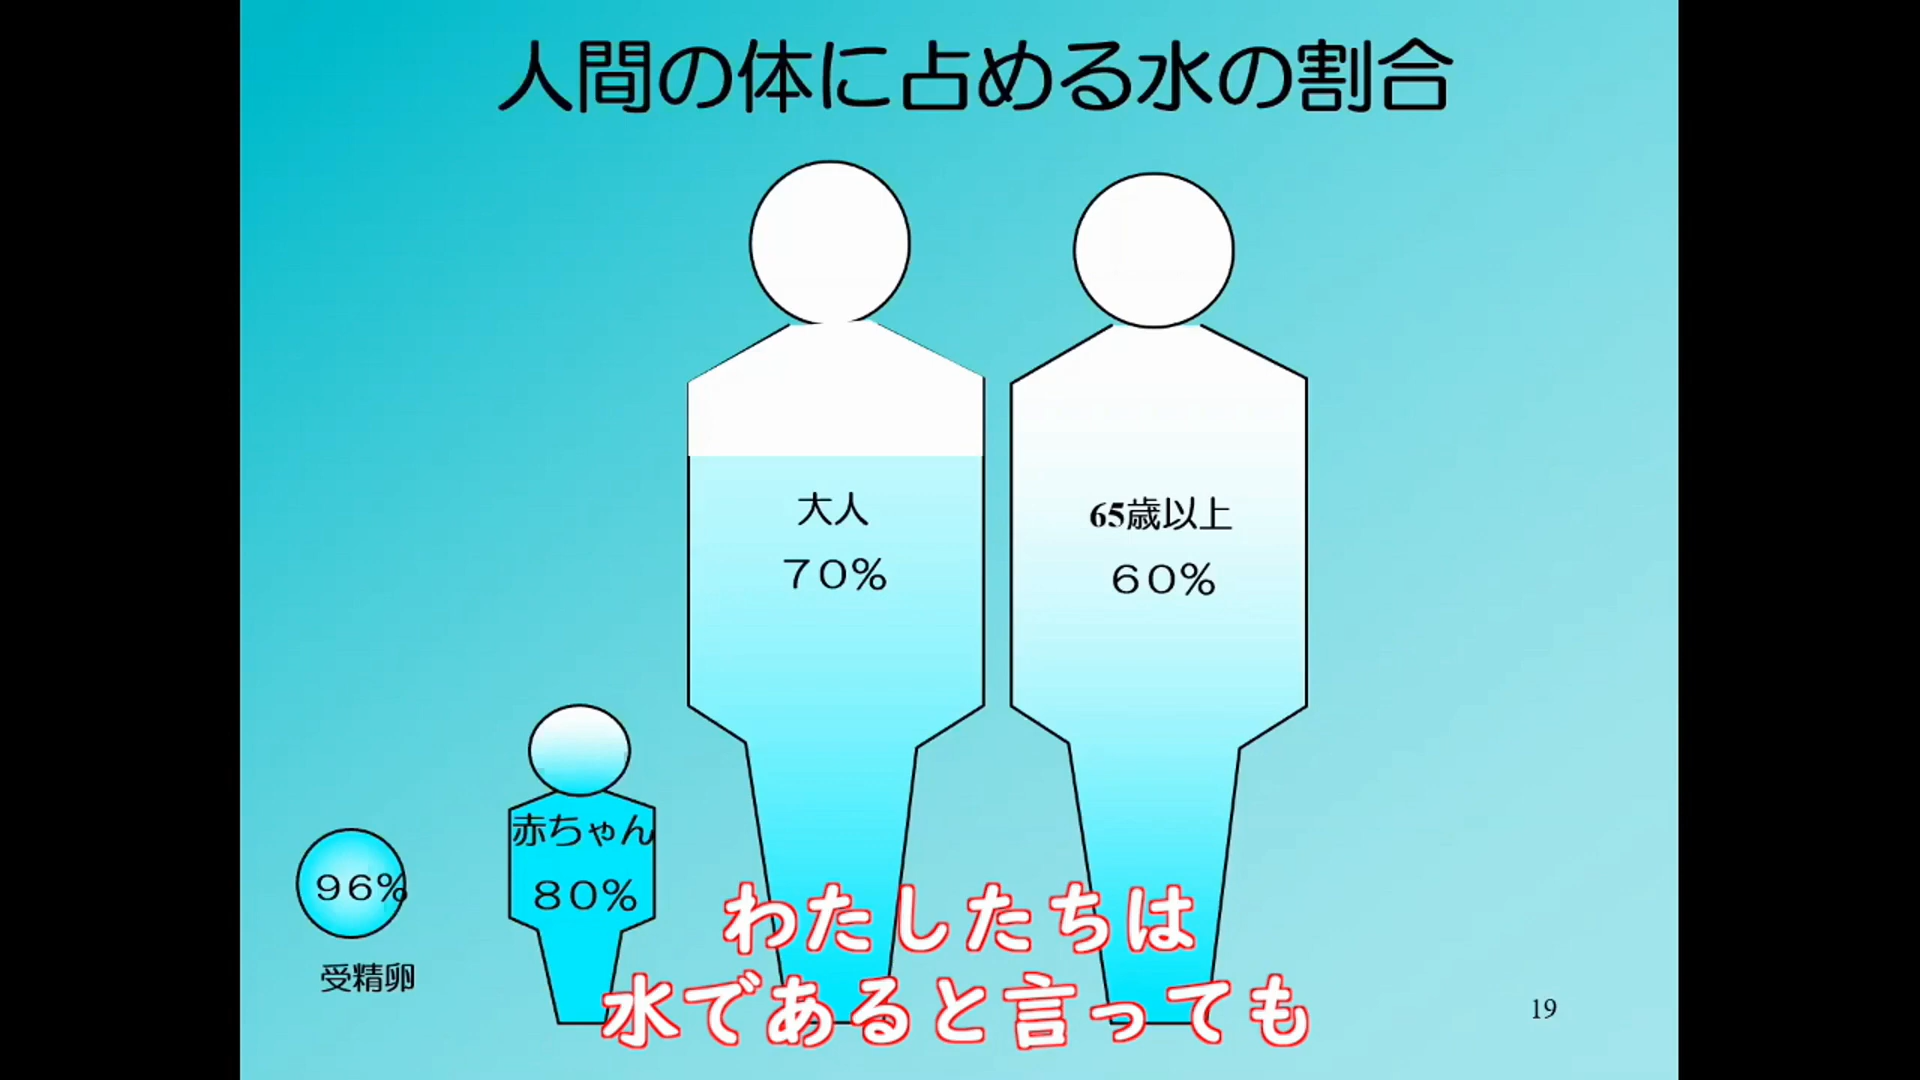 人間の体に占める水の割合
大人
７０%
65歳以上
６０%
赤ちゃん
８０%
９６%
受精卵
わたしたちは
水であると言っても
19